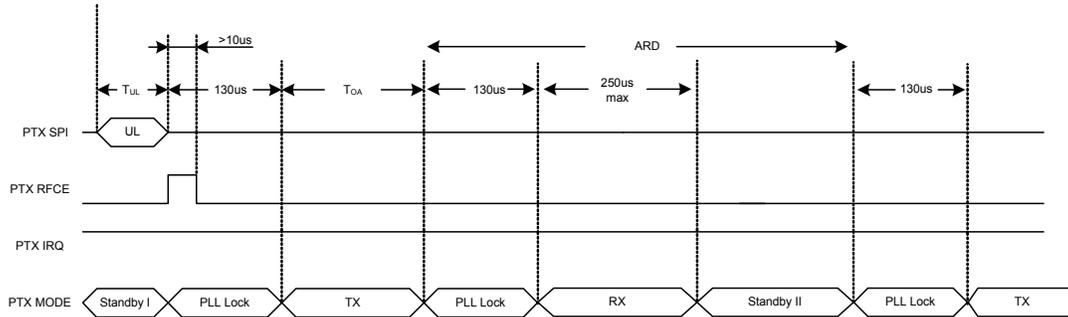 >10us
ARD
TUL
130us
TOA
130us
250us
max
130us
PTX SPI
UL
PTX RFCE
PTX IRQ
PTX MODE
Standby I
PLL Lock
TX
PLL Lock
RX
Standby II
PLL Lock
TX